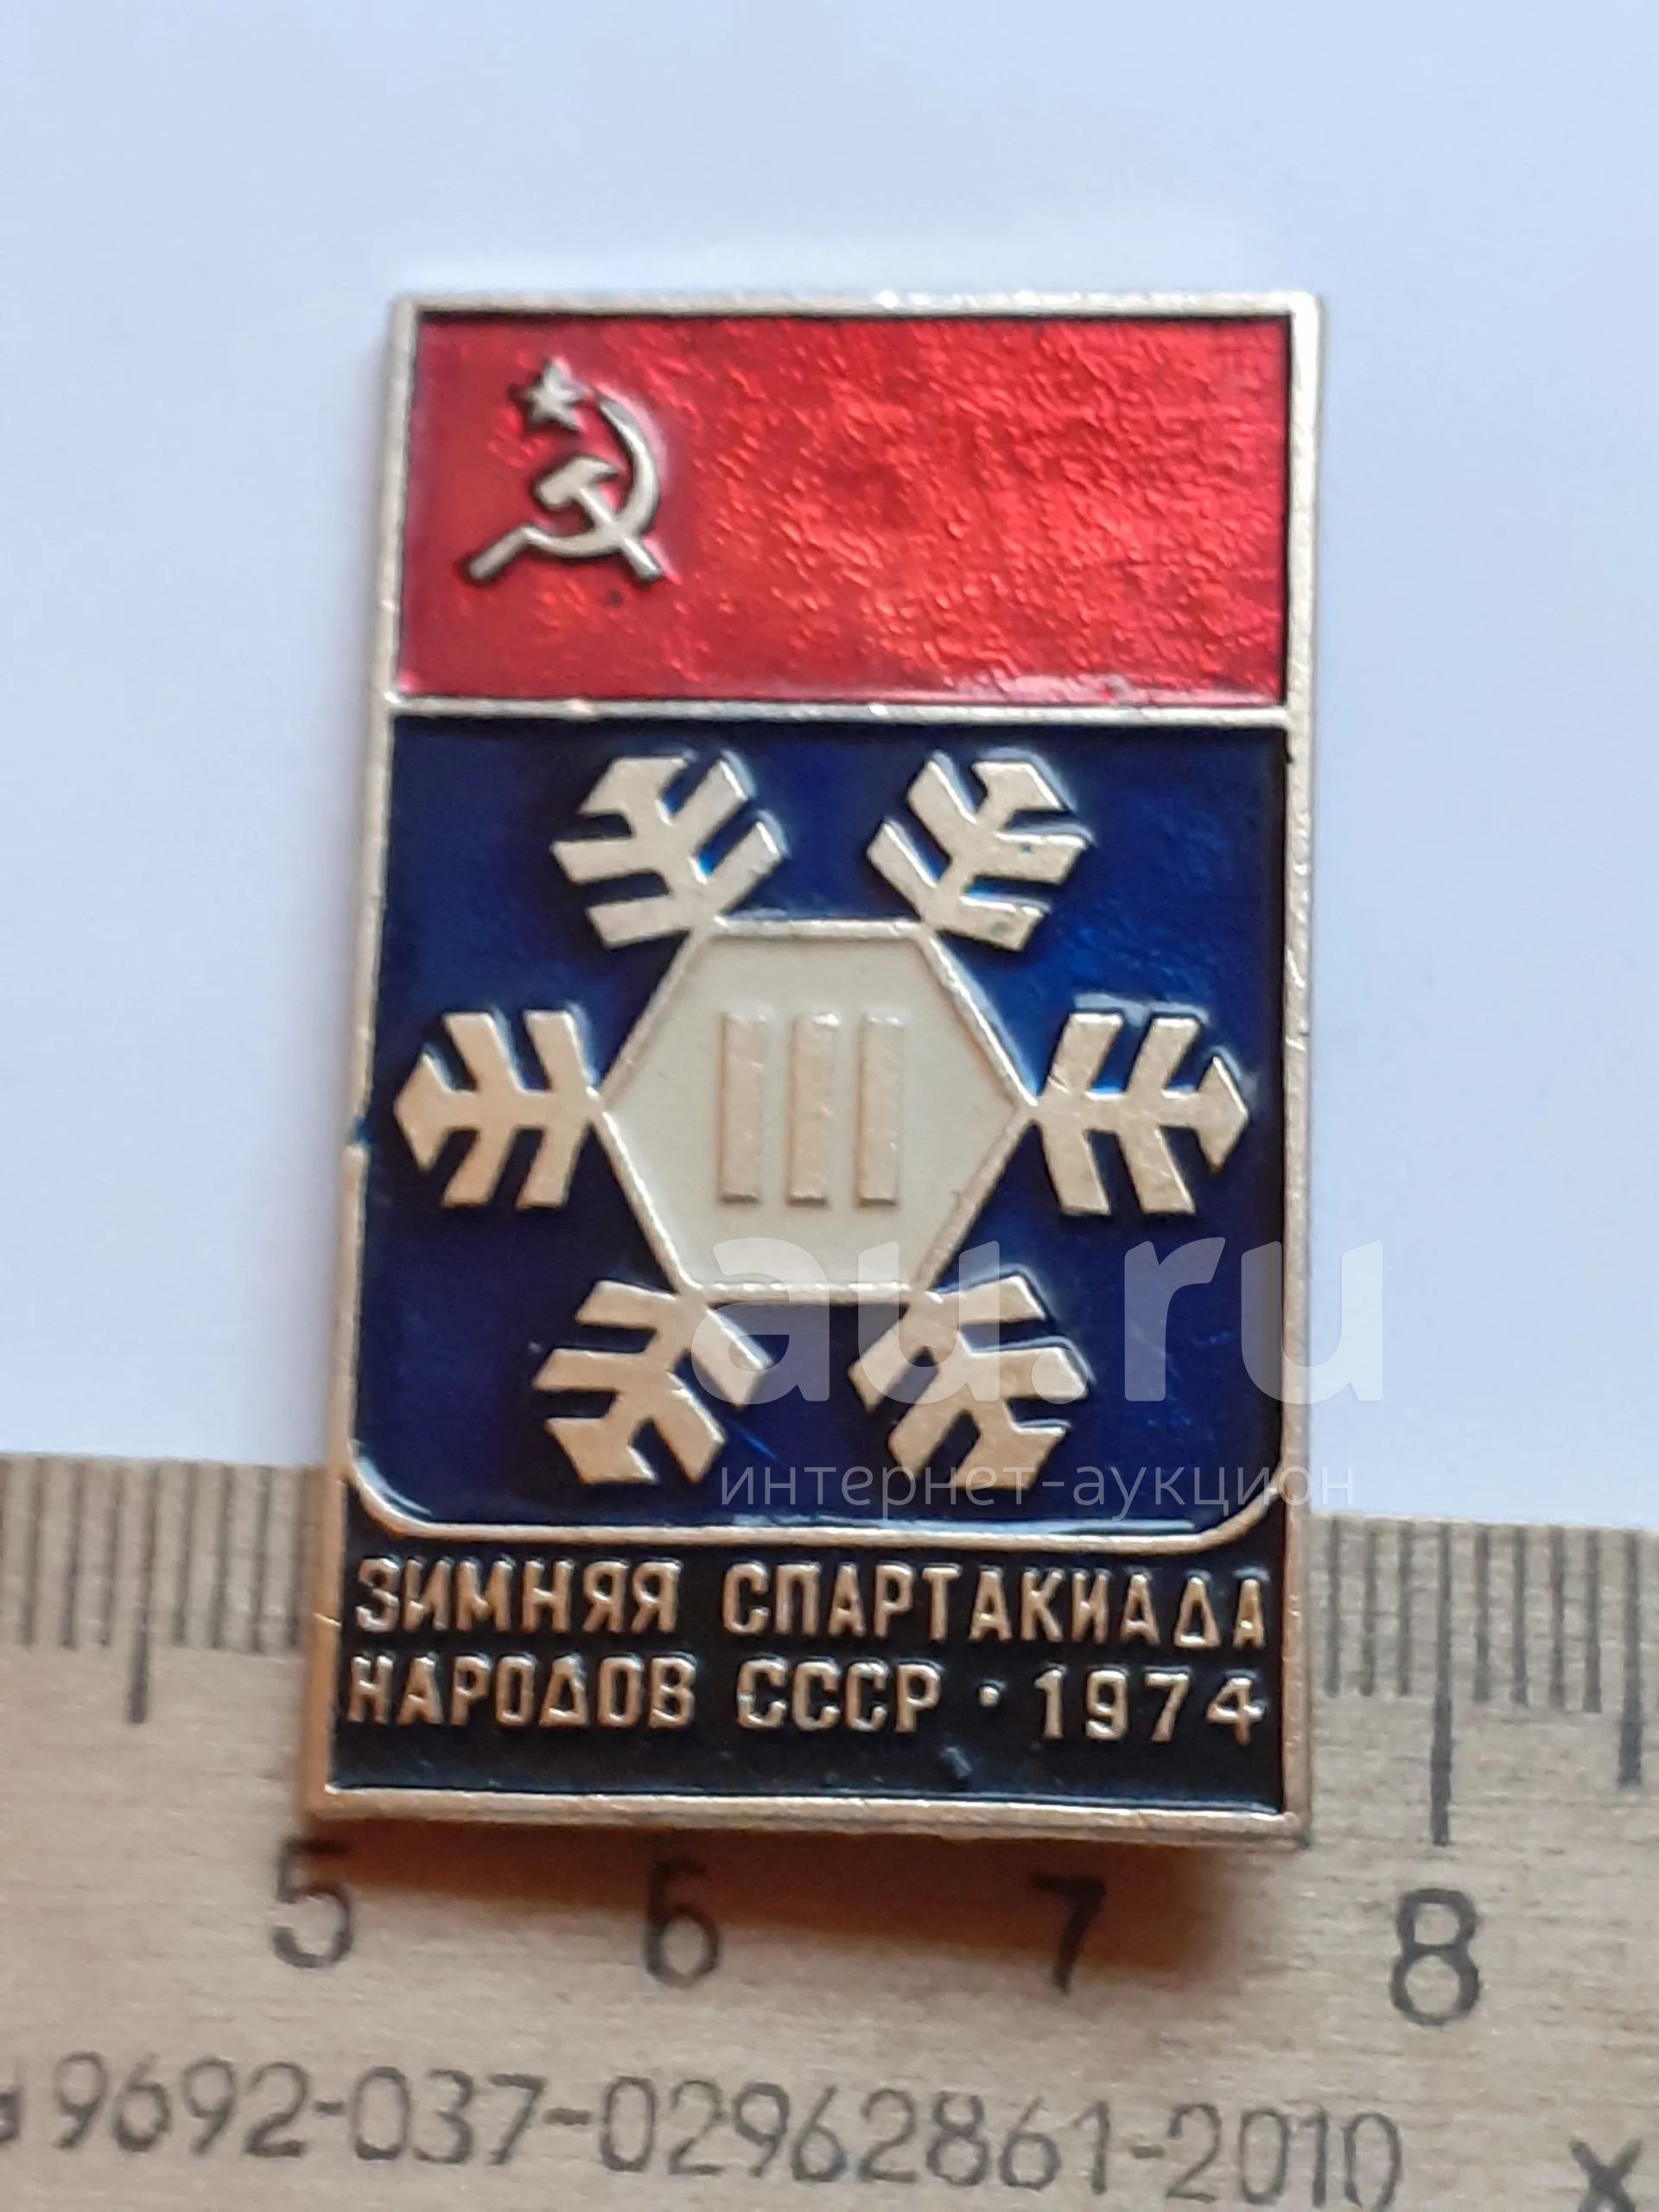 III
au.ru
интернет-аукцион
ЗИМНЯЯ СПАРТАКИАДА
НАРОДОВ СССР · 1974
5 6 7 8
9692-037-02962861-2010 х